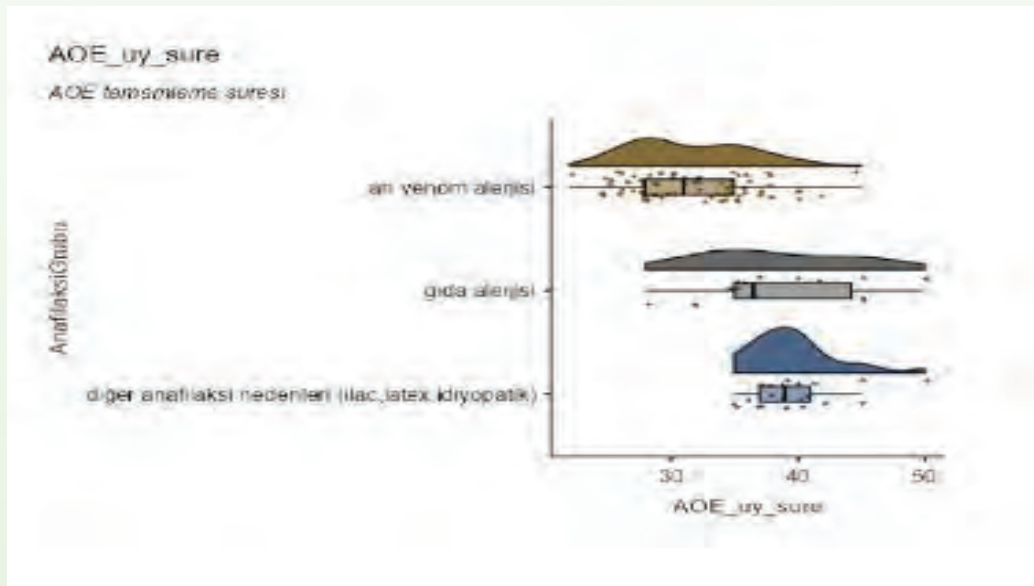 AOE_uy_sure
AOE tamamlama suresi
AnafilaksiGrubu
arı venom alerjisi
gıda alerjisi
diğer anafilaksi nedenleri (ilac,latex,idiyopatik)
30 40 50
AOE_uy_sure